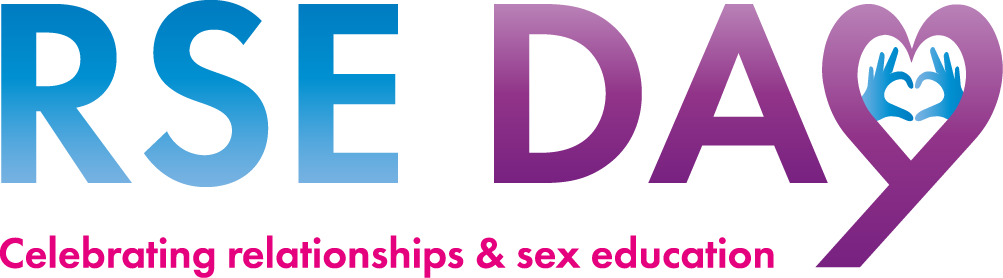 RSE DAY
Celebrating relationships & sex education